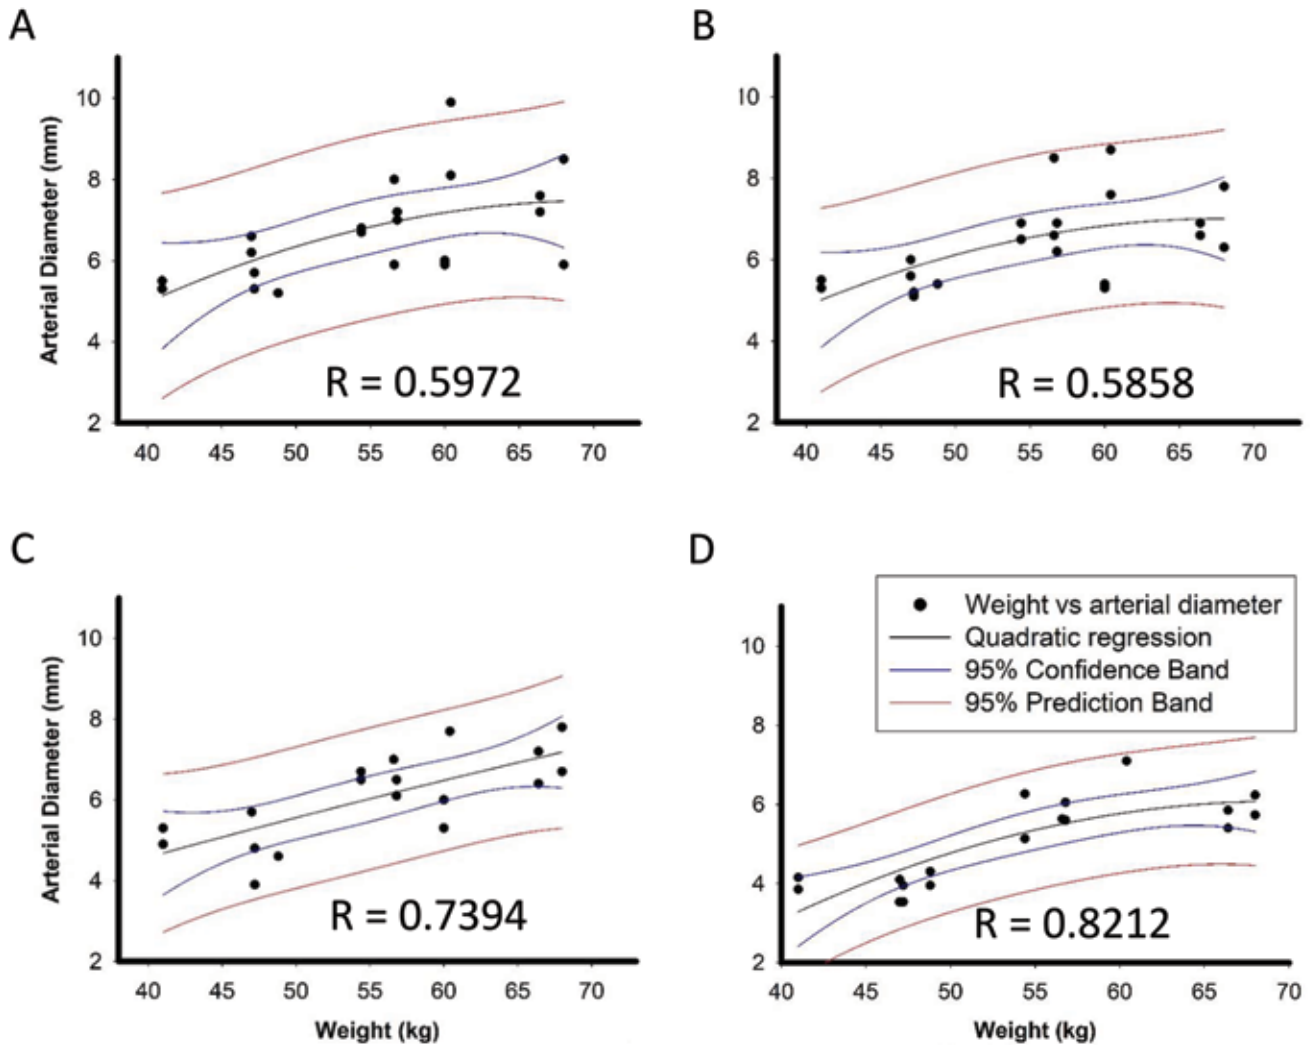 A
Arterial Diameter (mm)
10
8
6
4
2
R = 0.5972
40 45 50 55 60 65 70
B
10
8
6
4
2
R = 0.5858
40 45 50 55 60 65 70
C
Arterial Diameter (mm)
10
8
6
4
2
R = 0.7394
40 45 50 55 60 65 70
Weight (kg)
D
Weight vs arterial diameter
Quadratic regression
95% Confidence Band
95% Prediction Band
10
8
6
4
2
R = 0.8212
40 45 50 55 60 65 70
Weight (kg)